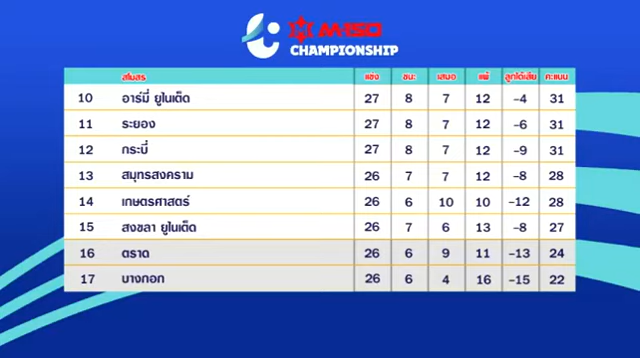 M-150
CHAMPIONSHIP
สโมสร แข่ง ชนะ เสมอ แพ้ ลูกได้เสีย คะแนน
10 อาร์มี่ ยูไนเต็ด 27 8 7 12 -4 31
11 ระยอง 27 8 7 12 -6 31
12 กระบี่ 27 8 7 12 -9 31
13 สมุทรสงคราม 26 7 7 12 -8 28
14 เกษตรศาสตร์ 26 6 10 10 -12 28
15 สงขลา ยูไนเต็ด 26 7 6 13 -8 27
16 ตราด 26 6 9 11 -13 24
17 บางกอก 26 6 4 16 -15 22